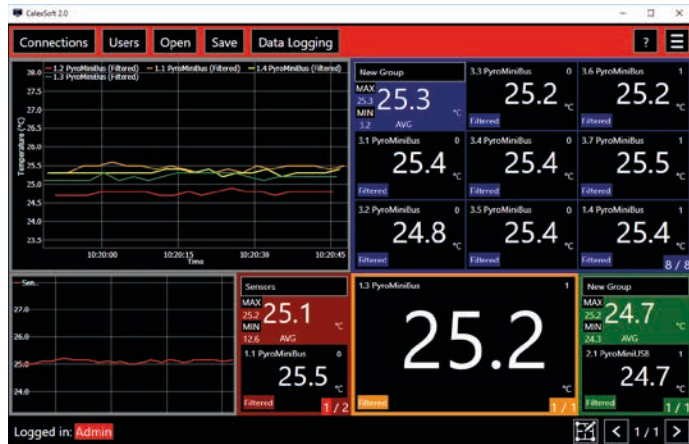 CalexSoft 2.0
Connections Users Open Save Data Logging ?
1.2 PyroMiniBus (Filtered) 1.1 PyroMiniBus (Filtered) 1.4 PyroMiniBus (Filtered)
1.3 PyroMiniBus (Filtered)
Temperature (°C)
28.0
27.5
27.0
26.5
26.0
25.5
25.0
24.5
24.0
23.5
10:20:00 10:20:15 10:20:30 10:20:45
Time
New Group
MAX
25.3
MIN
3.2
25.3 °C
AVG
3.3 PyroMiniBus 0
25.2 °C
Filtered
3.6 PyroMiniBus 1
25.2 °C
Filtered
3.1 PyroMiniBus 0
25.4 °C
Filtered
3.4 PyroMiniBus 0
25.4 °C
Filtered
3.7 PyroMiniBus 1
25.5 °C
Filtered
3.2 PyroMiniBus 0
24.8 °C
Filtered
3.5 PyroMiniBus 0
25.4 °C
Filtered
1.4 PyroMiniBus 1
25.4 °C
Filtered
8 / 8
Sen...
27.0
26.0
25.0
24.0
Sensors
MAX
25.2
MIN
12.6
25.1 °C
AVG
1.1 PyroMiniBus 0
25.5 °C
Filtered
1 / 2
1.3 PyroMiniBus 1
25.2 °C
Filtered
1 / 1
New Group
MAX
25.2
MIN
24.3
24.7 °C
AVG
2.1 PyroMiniUSB 1
24.7 °C
Filtered
1 / 1
Logged in: Admin
< 1 / 1 >